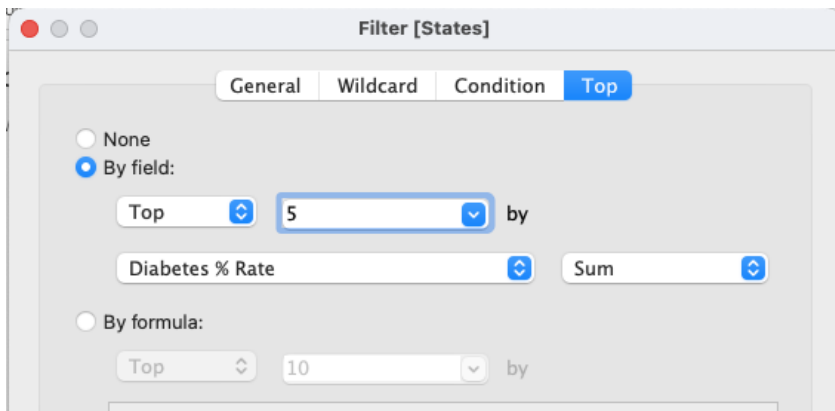 Filter [States]
General Wildcard Condition Top
None
By field:
Top 5 by
Diabetes % Rate Sum
By formula:
Top 10 by